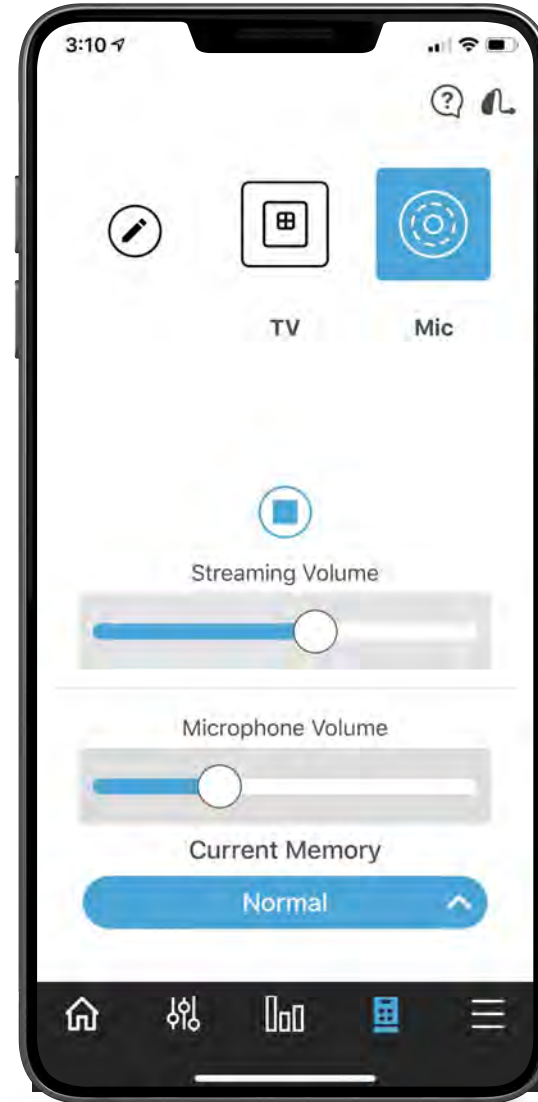 3:10
?
TV Mic
Streaming Volume
Microphone Volume
Current Memory
Normal